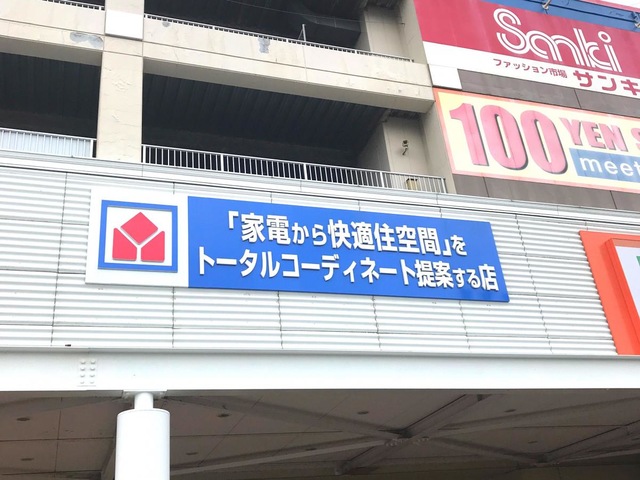 Sanki
ファッション市場 サンキ
100 YEN S
meet
「家電から快適住空間」を
トータルコーディネート提案する店